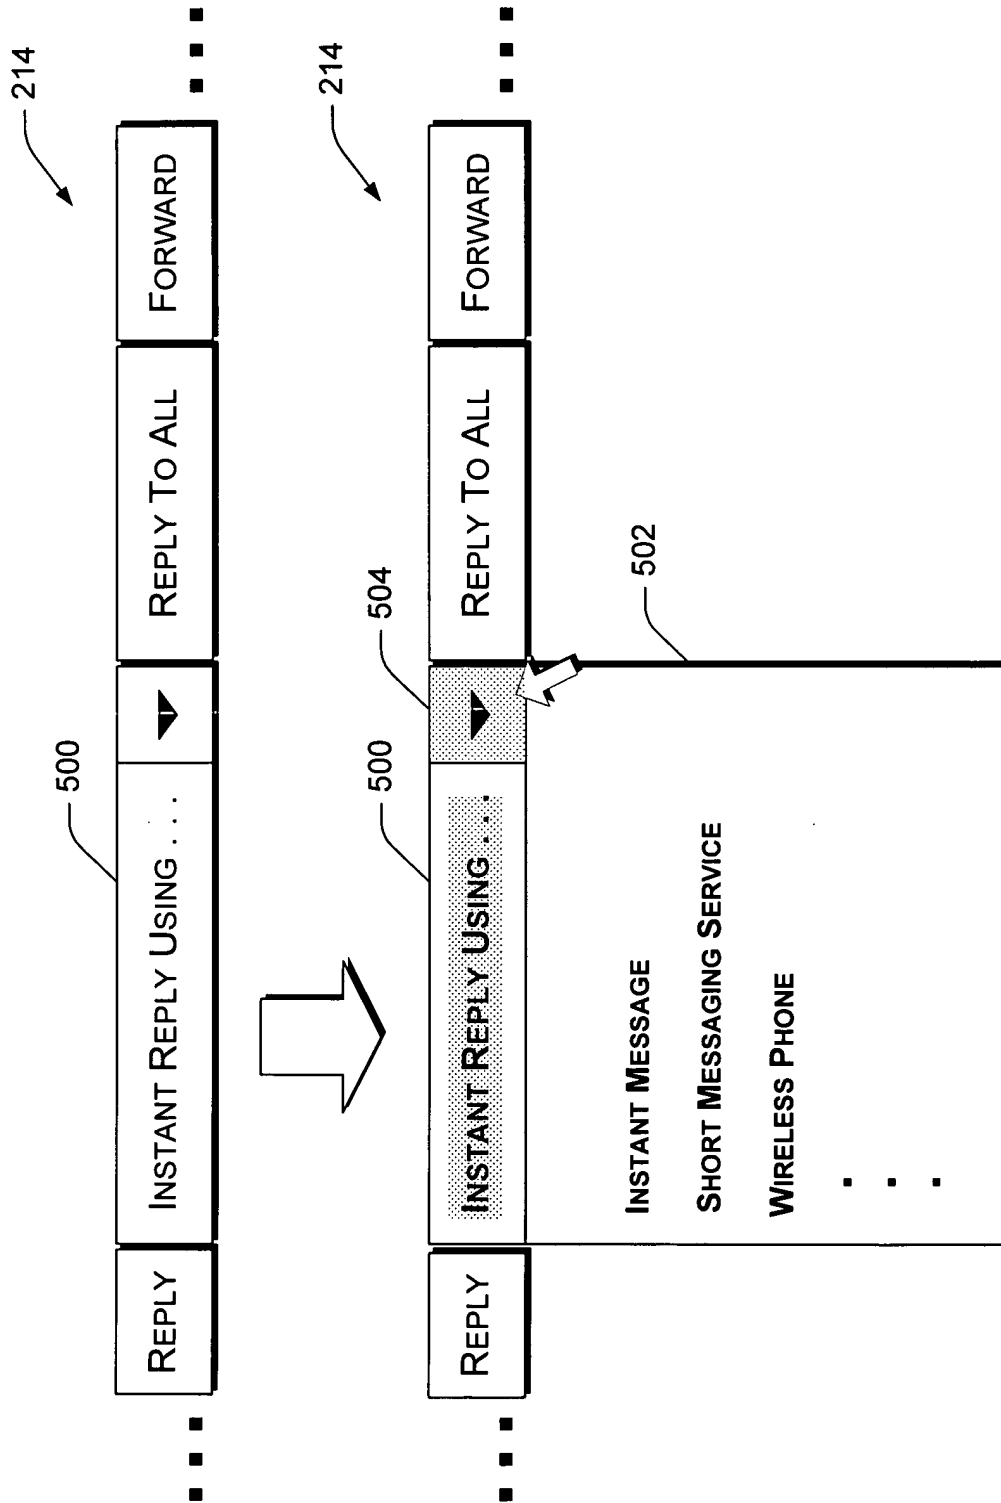 214
500
REPLY
INSTANT REPLY USING . . .
REPLY TO ALL
FORWARD
214
500
504
REPLY
INSTANT REPLY USING . . .
REPLY TO ALL
FORWARD
502
INSTANT MESSAGE
SHORT MESSAGING SERVICE
WIRELESS PHONE